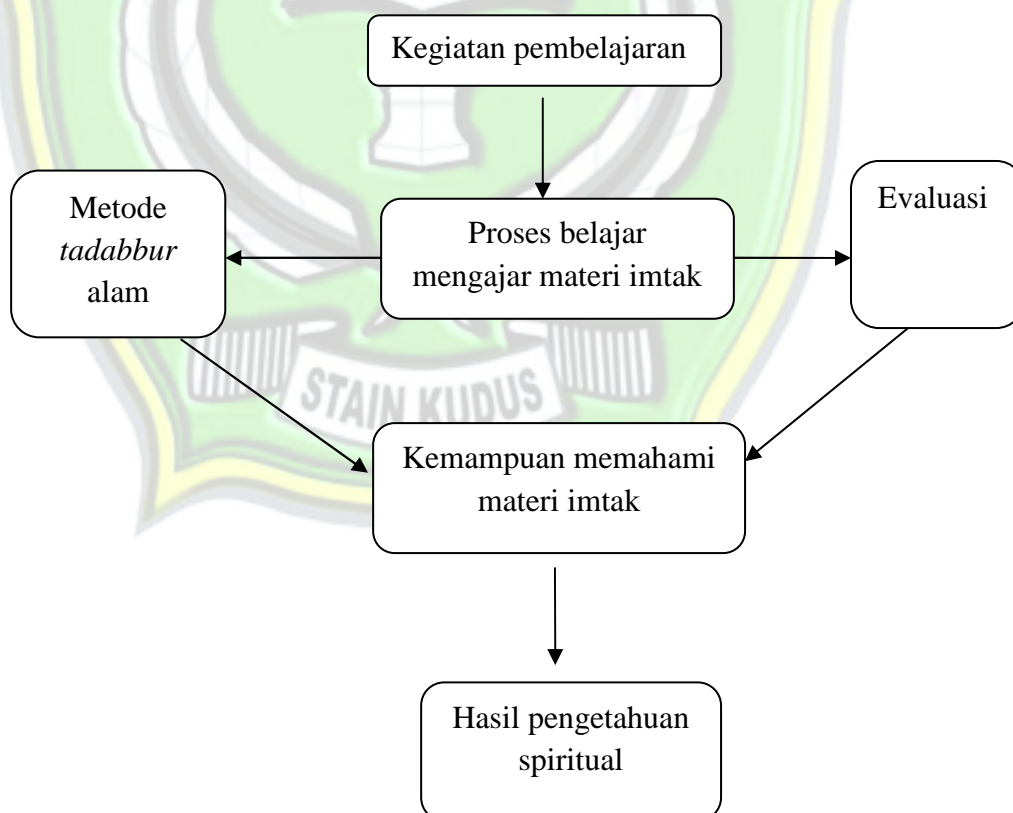 Kegiatan pembelajaran
Metode
tadabbur
alam
Proses belajar
mengajar materi imtak
Evaluasi
STAIN KUDUS
Kemampuan memahami
materi imtak
Hasil pengetahuan
spiritual